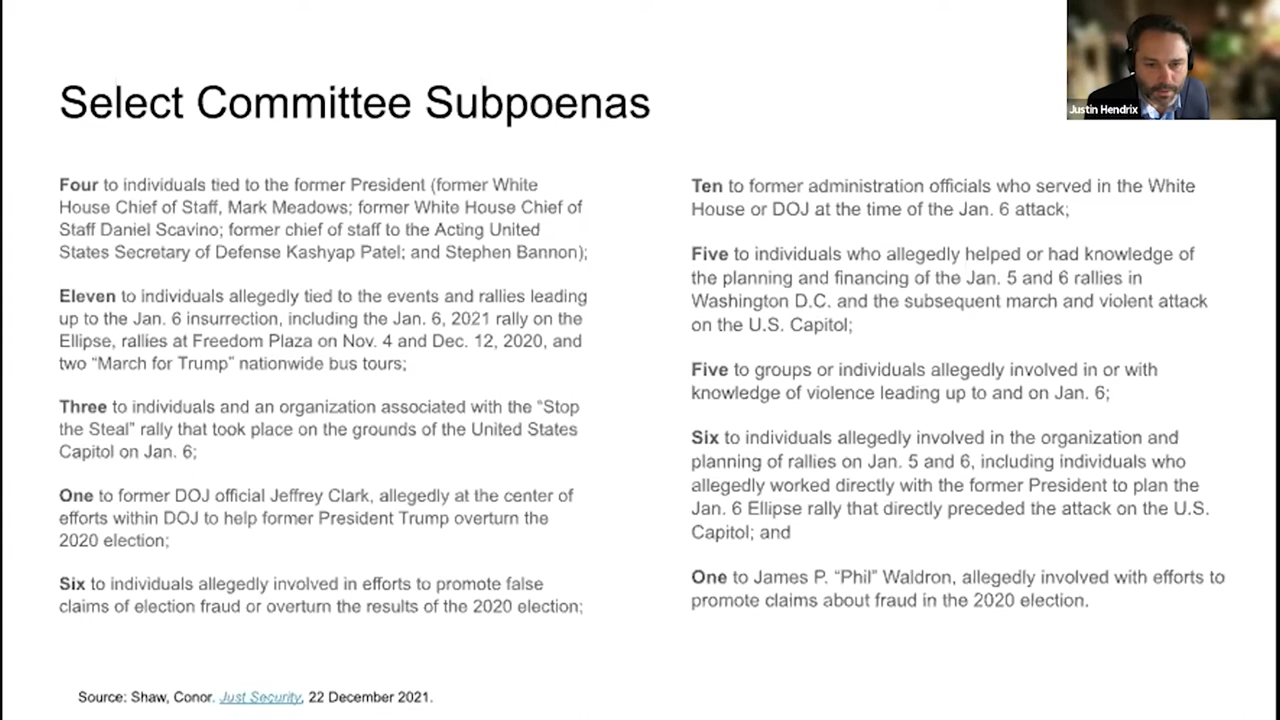 Select Committee Subpoenas
Justin Hendrix
Four to individuals tied to the former President (former White
House Chief of Staff, Mark Meadows; former White House Chief of
Staff Daniel Scavino; former chief of staff to the Acting United
States Secretary of Defense Kashyap Patel; and Stephen Bannon);
Eleven to individuals allegedly tied to the events and rallies leading
up to the Jan. 6 insurrection, including the Jan. 6, 2021 rally on the
Ellipse, rallies at Freedom Plaza on Nov. 4 and Dec. 12, 2020, and
two “March for Trump” nationwide bus tours;
Three to individuals and an organization associated with the “Stop
the Steal” rally that took place on the grounds of the United States
Capitol on Jan. 6;
One to former DOJ official Jeffrey Clark, allegedly at the center of
efforts within DOJ to help former President Trump overturn the
2020 election;
Six to individuals allegedly involved in efforts to promote false
claims of election fraud or overturn the results of the 2020 election;
Ten to former administration officials who served in the White
House or DOJ at the time of the Jan. 6 attack;
Five to individuals who allegedly helped or had knowledge of
the planning and financing of the Jan. 5 and 6 rallies in
Washington D.C. and the subsequent march and violent attack
on the U.S. Capitol;
Five to groups or individuals allegedly involved in or with
knowledge of violence leading up to and on Jan. 6;
Six to individuals allegedly involved in the organization and
planning of rallies on Jan. 5 and 6, including individuals who
allegedly worked directly with the former President to plan the
Jan. 6 Ellipse rally that directly preceded the attack on the U.S.
Capitol; and
One to James P. “Phil” Waldron, allegedly involved with efforts to
promote claims about fraud in the 2020 election.
Source: Shaw, Conor. Just Security, 22 December 2021.